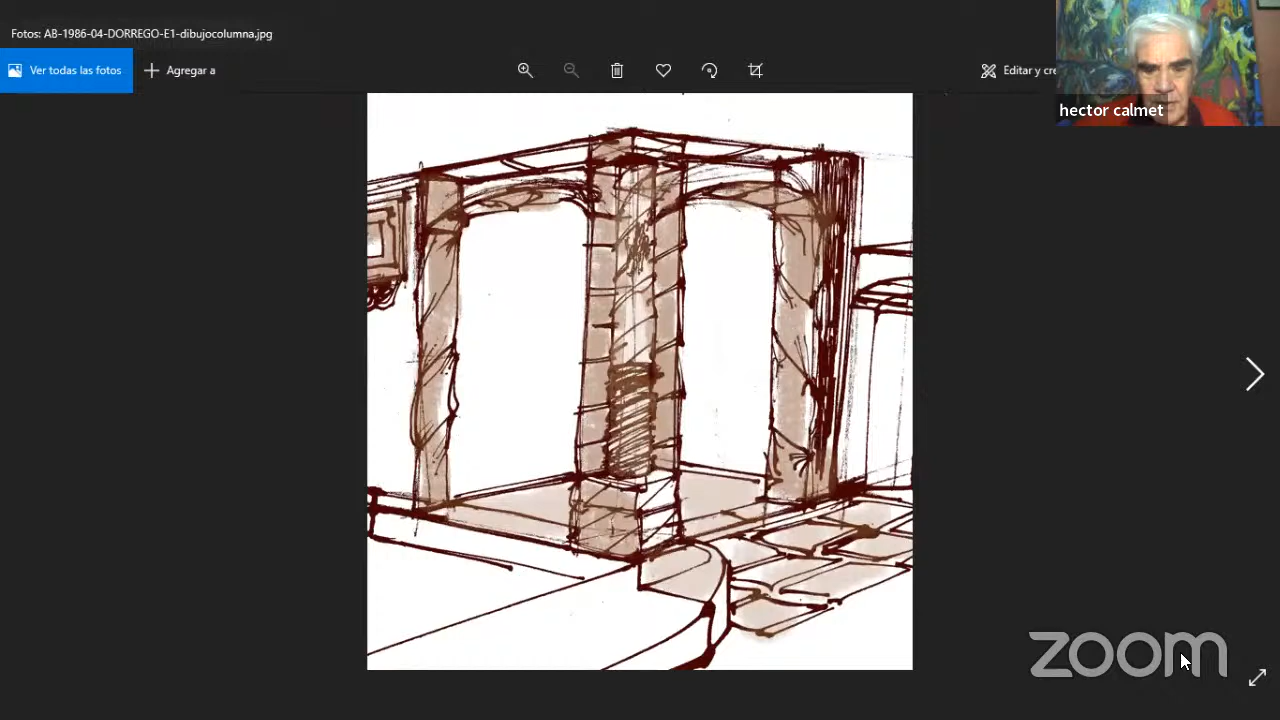 Fotos: AB-1986-04-DORREGO-E1-dibujocolumna.jpg
Ver todas las fotos
Agregar a
Editar y cre
hector calmet
zoom